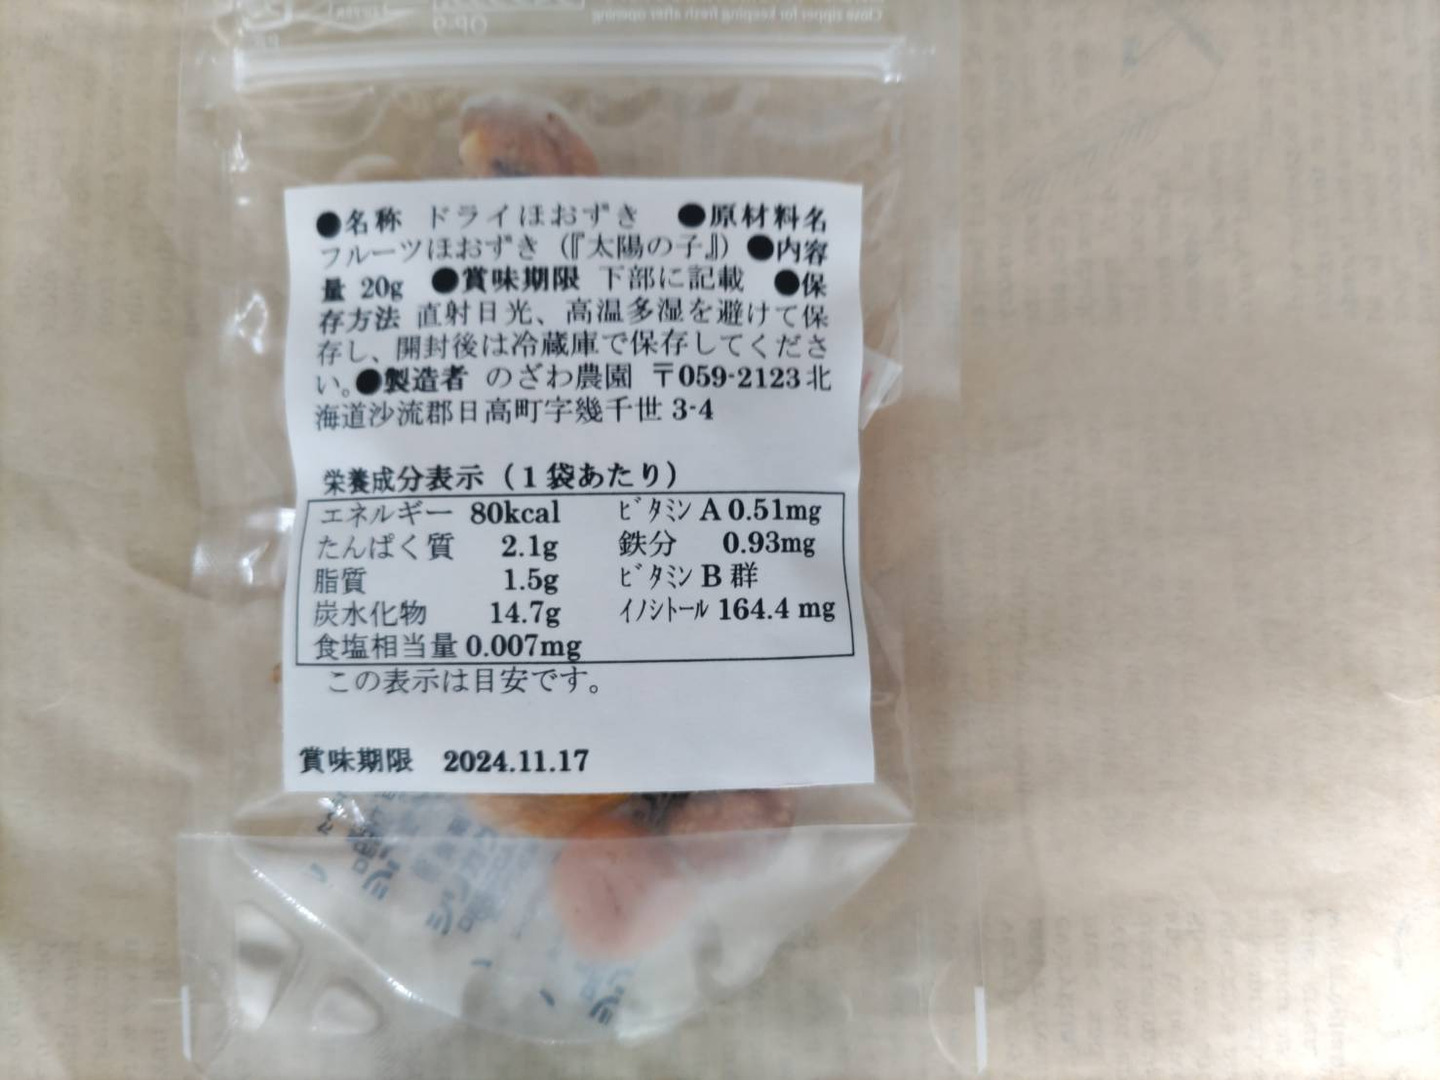 Close zipper for keeping fresh after opening
OP-9
●名称 ドライほおずき ●原材料名
フルーツほおずき（『太陽の子』）●内容
量 20g ●賞味期限 下部に記載 ●保
存方法 直射日光、高温多湿を避けて保
存し、開封後は冷蔵庫で保存してくださ
い。●製造者 のざわ農園 〒059-2123 北
海道沙流郡日高町字幾千世 3-4
栄養成分表示（1 袋あたり）
エネルギー 80kcal ﾋﾞﾀﾐﾝ A 0.51mg
たんぱく質 2.1g 鉄分 0.93mg
脂質 1.5g ﾋﾞﾀﾐﾝ B 群
炭水化物 14.7g ｲﾉｼﾄｰﾙ 164.4 mg
食塩相当量 0.007mg
この表示は目安です。
賞味期限 2024.11.17